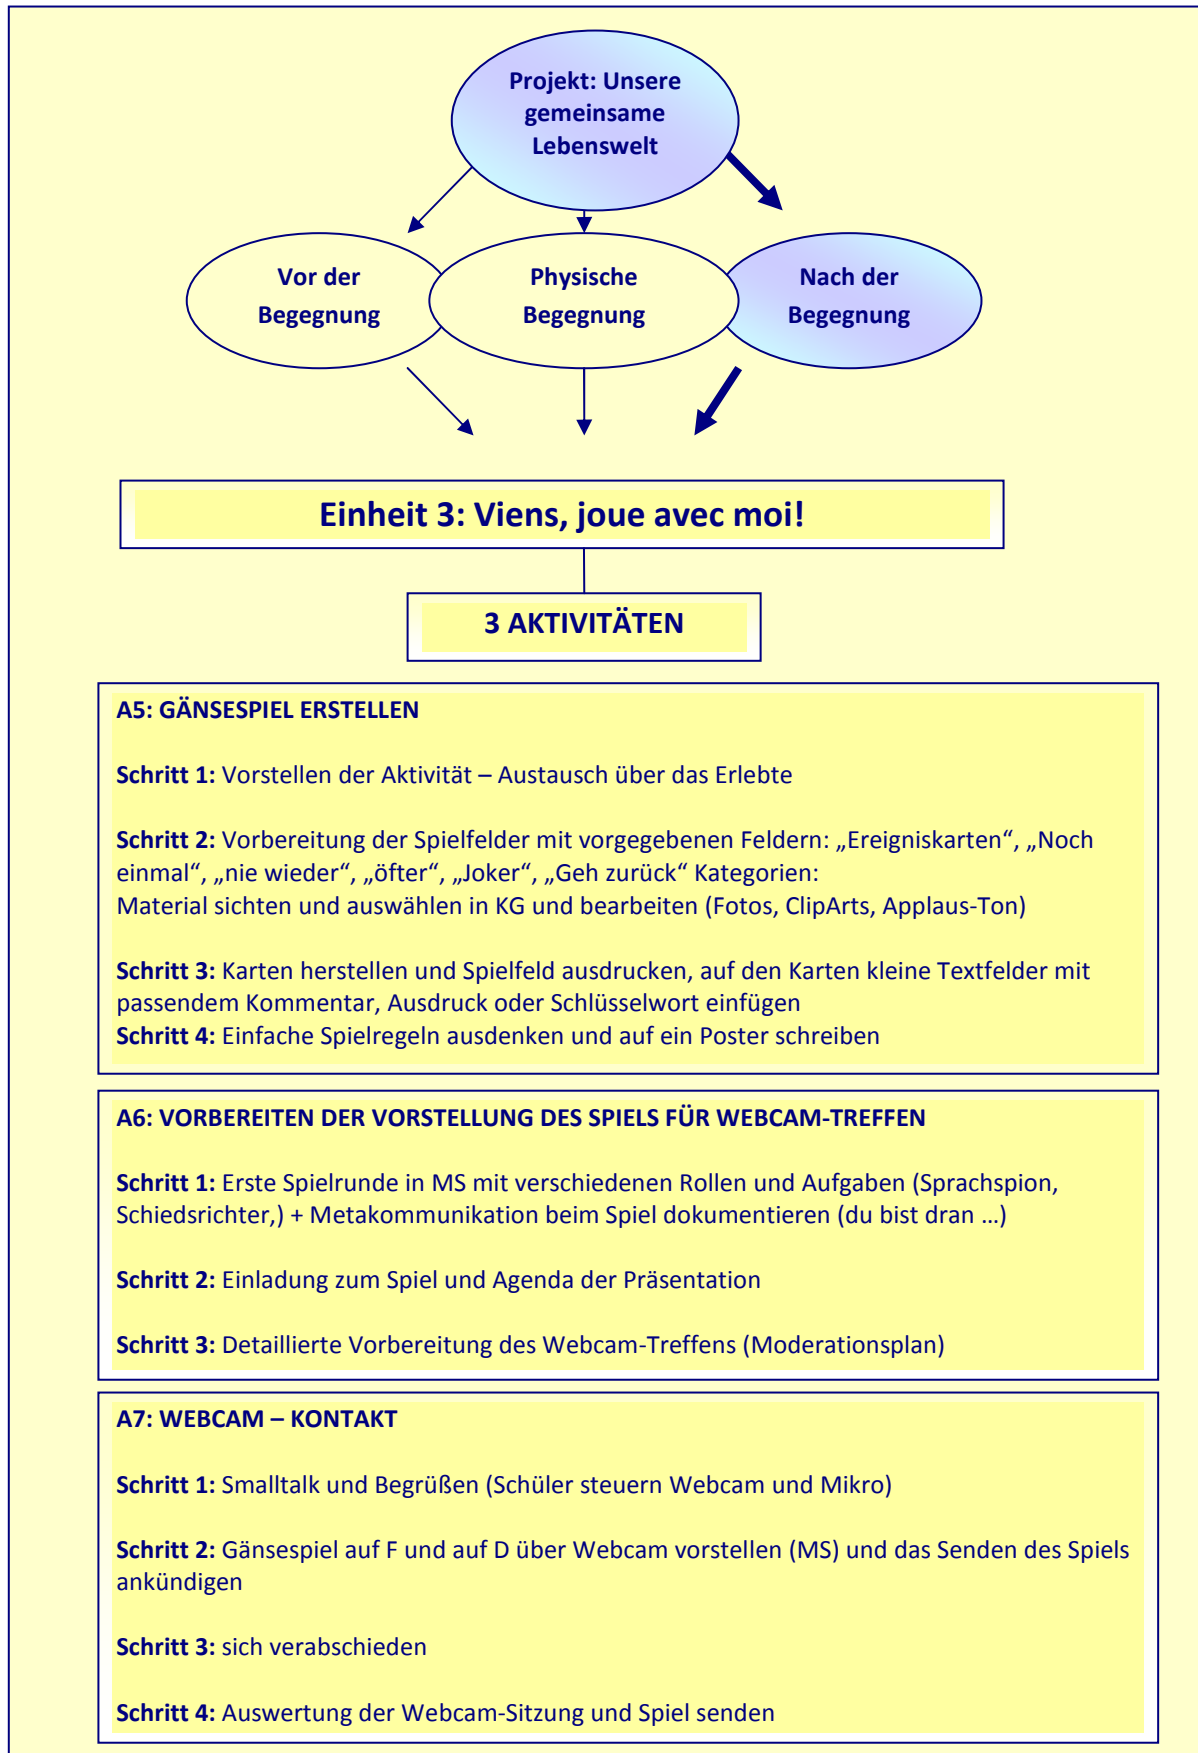 Projekt: Unsere
gemeinsame
Lebenswelt
Vor der
Begegnung
Physische
Begegnung
Nach der
Begegnung
Einheit 3: Viens, joue avec moi!
3 AKTIVITÄTEN
A5: GÄNSESPIEL ERSTELLEN
Schritt 1: Vorstellen der Aktivität – Austausch über das Erlebte
Schritt 2: Vorbereitung der Spielfelder mit vorgegebenen Feldern: „Ereigniskarten“, „Noch
einmal“, „nie wieder“, „öfter“, „Joker“, „Geh zurück“ Kategorien:
Material sichten und auswählen in KG und bearbeiten (Fotos, ClipArts, Applaus-Ton)
Schritt 3: Karten herstellen und Spielfeld ausdrucken, auf den Karten kleine Textfelder mit
passendem Kommentar, Ausdruck oder Schlüsselwort einfügen
Schritt 4: Einfache Spielregeln ausdenken und auf ein Poster schreiben
A6: VORBEREITEN DER VORSTELLUNG DES SPIELS FÜR WEBCAM-TREFFEN
Schritt 1: Erste Spielrunde in MS mit verschiedenen Rollen und Aufgaben (Sprachspion,
Schiedsrichter,) + Metakommunikation beim Spiel dokumentieren (du bist dran …)
Schritt 2: Einladung zum Spiel und Agenda der Präsentation
Schritt 3: Detaillierte Vorbereitung des Webcam-Treffens (Moderationsplan)
A7: WEBCAM – KONTAKT
Schritt 1: Smalltalk und Begrüßen (Schüler steuern Webcam und Mikro)
Schritt 2: Gänsespiel auf F und auf D über Webcam vorstellen (MS) und das Senden des Spiels
ankündigen
Schritt 3: sich verabschieden
Schritt 4: Auswertung der Webcam-Sitzung und Spiel senden